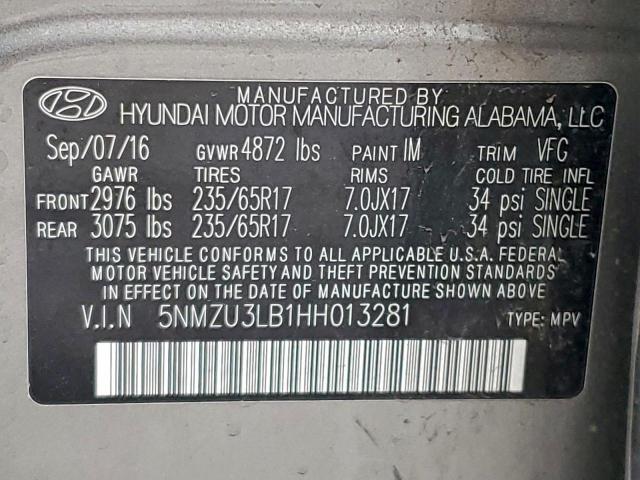 MANUFACTURED BY
HYUNDAI MOTOR MANUFACTURING ALABAMA, LLC
Sep/07/16 GVWR 4872 lbs PAINT IM TRIM VFG
GAWR TIRES RIMS COLD TIRE INFL
FRONT 2976 lbs 235/65R17 7.0JX17 34 psi SINGLE
REAR 3075 lbs 235/65R17 7.0JX17 34 psi SINGLE
THIS VEHICLE CONFORMS TO ALL APPLICABLE U.S.A. FEDERAL
MOTOR VEHICLE SAFETY AND THEFT PREVENTION STANDARDS
IN EFFECT ON THE DATE OF MANUFACTURE SHOWN ABOVE.
V.I.N 5NMZU3LB1HH013281 TYPE: MPV